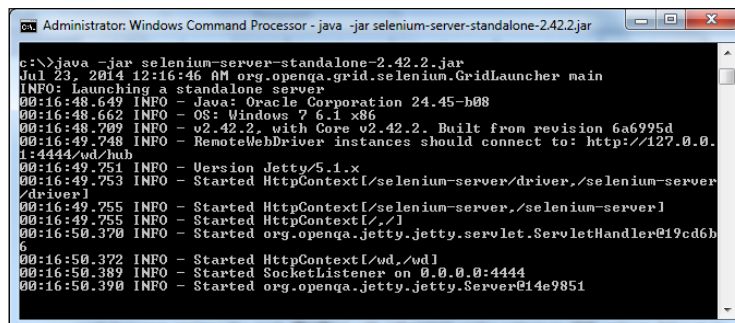 Administrator: Windows Command Processor - java -jar selenium-server-standalone-2.42.2.jar
c:\>java -jar selenium-server-standalone-2.42.2.jar
Jul 23, 2014 12:16:46 AM org.openqa.grid.selenium.GridLauncher main
INFO: Launching a standalone server
00:16:48.649 INFO - Java: Oracle Corporation 24.45-b08
00:16:48.662 INFO - OS: Windows 7 6.1 x86
00:16:48.709 INFO - v2.42.2, with Core v2.42.2. Built from revision 6a6995d
00:16:49.748 INFO - RemoteWebDriver instances should connect to: http://127.0.0.
1:4444/wd/hub
00:16:49.751 INFO - Version Jetty/5.1.x
00:16:49.753 INFO - Started HttpContext[/selenium-server/driver,/selenium-server
/driver]
00:16:49.755 INFO - Started HttpContext[/selenium-server,/selenium-server]
00:16:49.755 INFO - Started HttpContext[/,/]
00:16:50.370 INFO - Started org.openqa.jetty.jetty.servlet.ServletHandler@19cd6b
6
00:16:50.372 INFO - Started HttpContext[/wd,/wd]
00:16:50.389 INFO - Started SocketListener on 0.0.0.0:4444
00:16:50.390 INFO - Started org.openqa.jetty.jetty.Server@14e9851